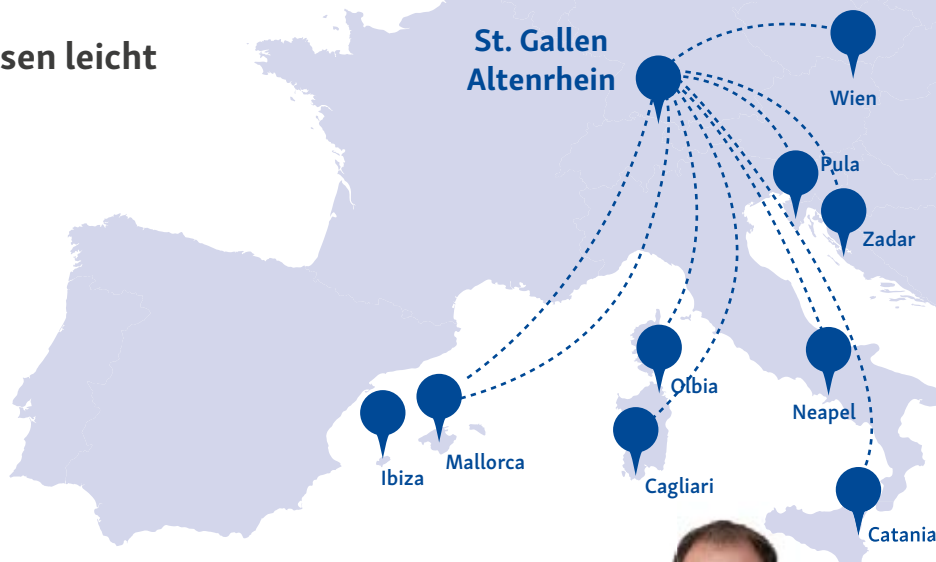 sen leicht
St. Gallen
Altenrhein
Wien
Pula
Zadar
Olbia
Neapel
Mallorca
Ibiza
Cagliari
Catania